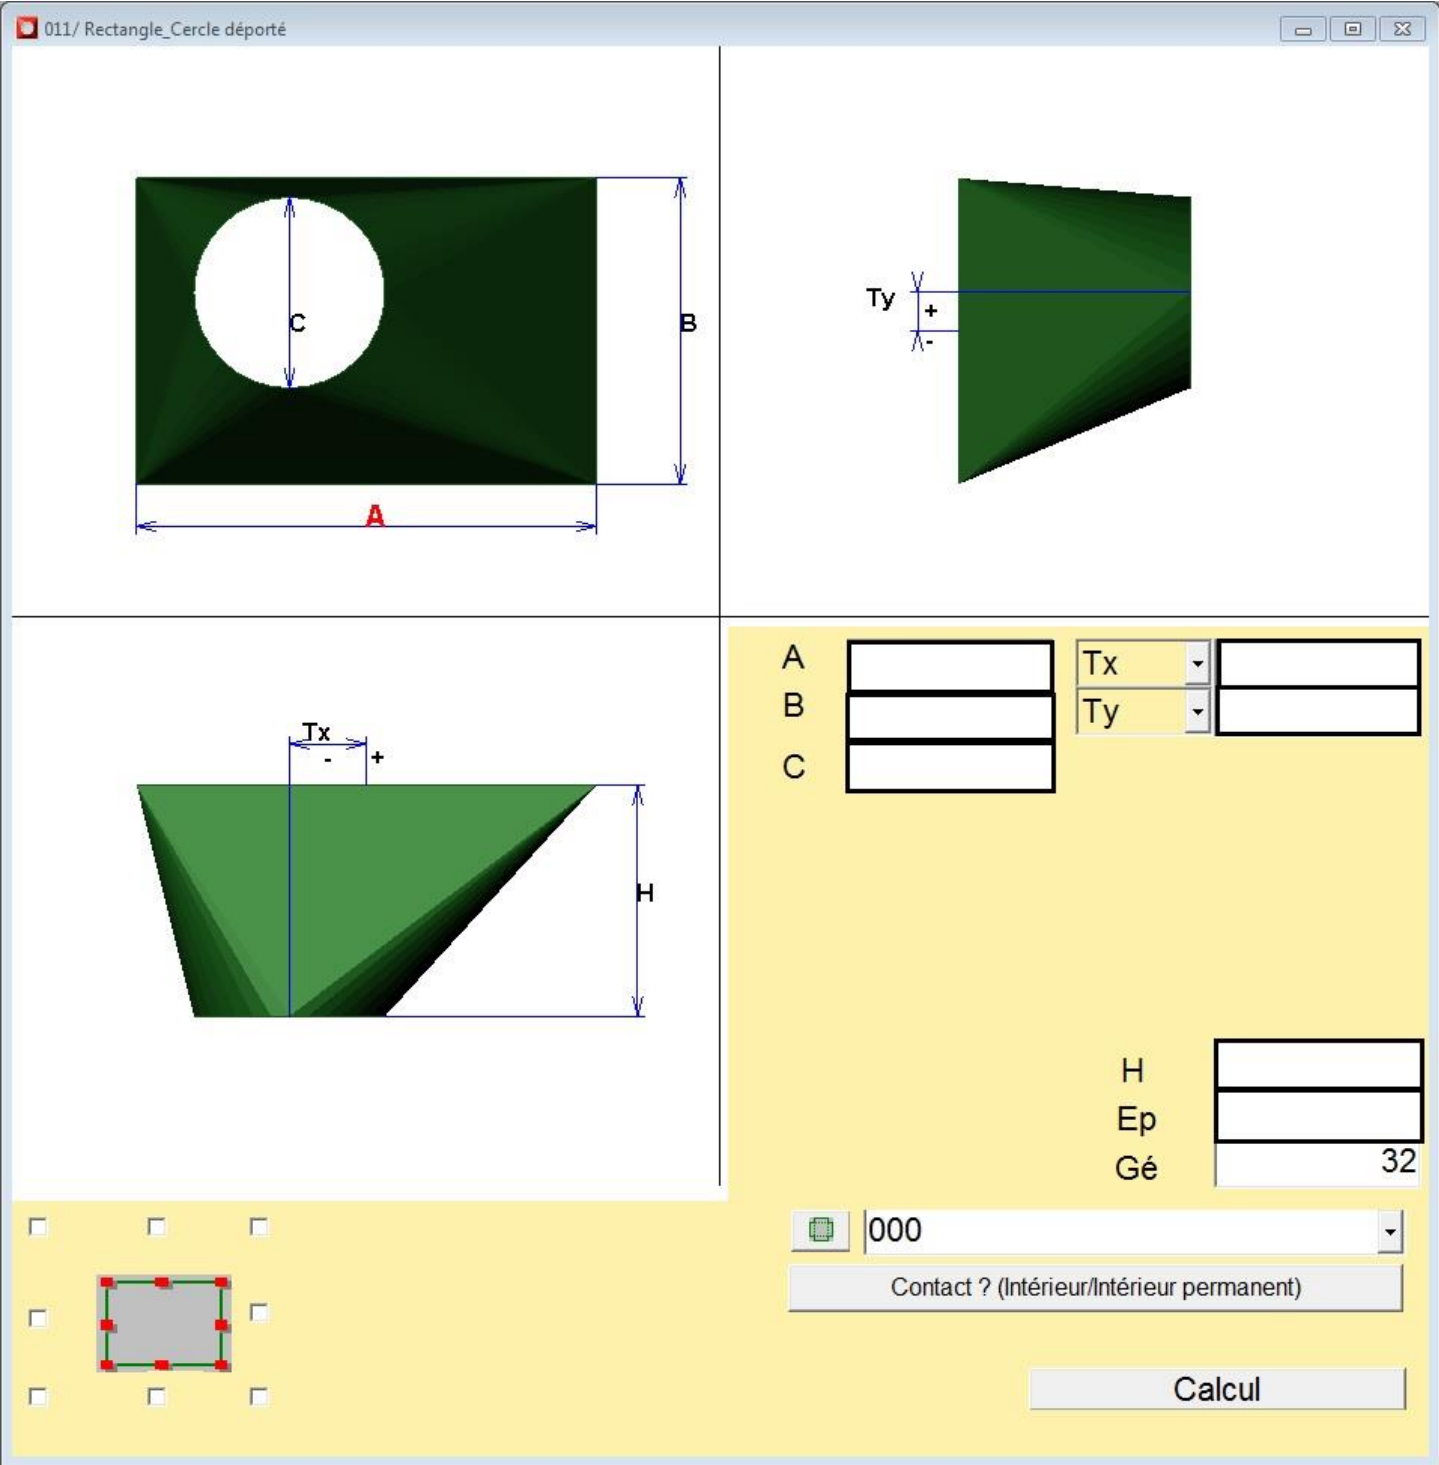 011/ Rectangle_Cercle déporté
C
B
A
Ty
+
-
Tx
-
+
H
A
Tx
B
Ty
C
H
Ep
Gé
32
000
Contact ? (Intérieur/Intérieur permanent)
Calcul